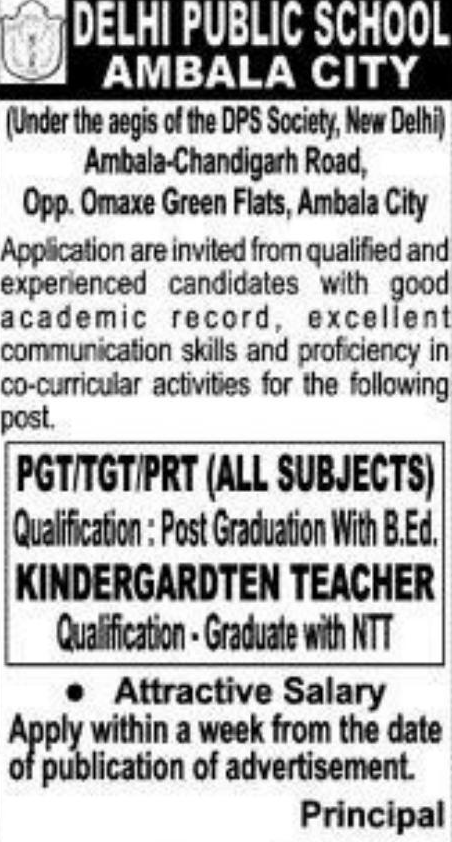 DELHI PUBLIC SCHOOL
AMBALA CITY
(Under the aegis of the DPS Society, New Delhi)
Ambala-Chandigarh Road,
Opp. Omaxe Green Flats, Ambala City
Application are invited from qualified and
experienced candidates with good
academic record, excellent
communication skills and proficiency in
co-curricular activities for the following
post.
PGT/TGT/PRT (ALL SUBJECTS)
Qualification : Post Graduation With B.Ed.
KINDERGARDTEN TEACHER
Qualification - Graduate with NTT
● Attractive Salary
Apply within a week from the date
of publication of advertisement.
Principal